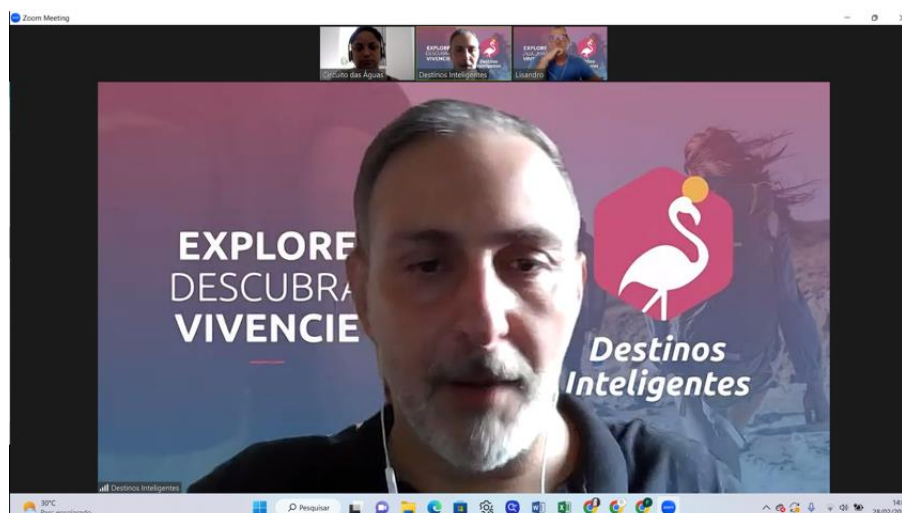 Zoom Meeting
Circuito das Águas
Destinos Inteligentes
Lisandro
EXPLORE
DESCUBRA
VIVENCIE
Destinos
Inteligentes
Destinos Inteligentes
30°C
Pesquisar